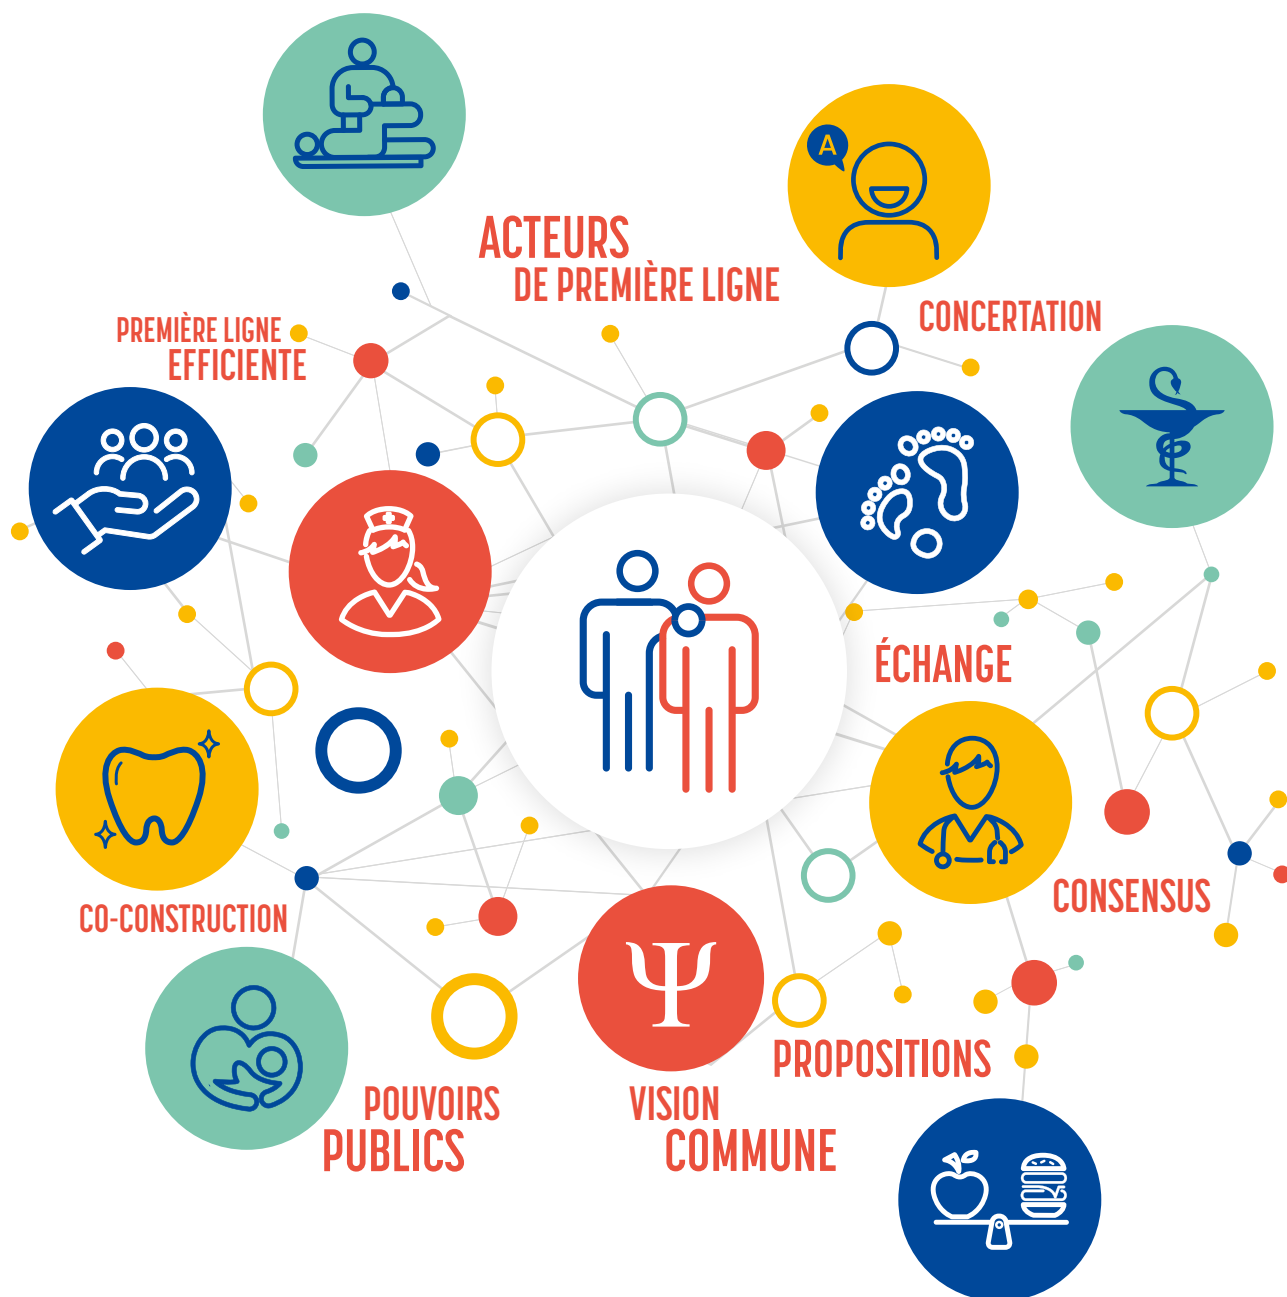 A
ACTEURS
DE PREMIÈRE LIGNE
CONCERTATION
PREMIÈRE LIGNE
EFFICIENTE
ÉCHANGE
CONSENSUS
CO-CONSTRUCTION
Ψ
PROPOSITIONS
POUVOIRS
PUBLICS
VISION
COMMUNE